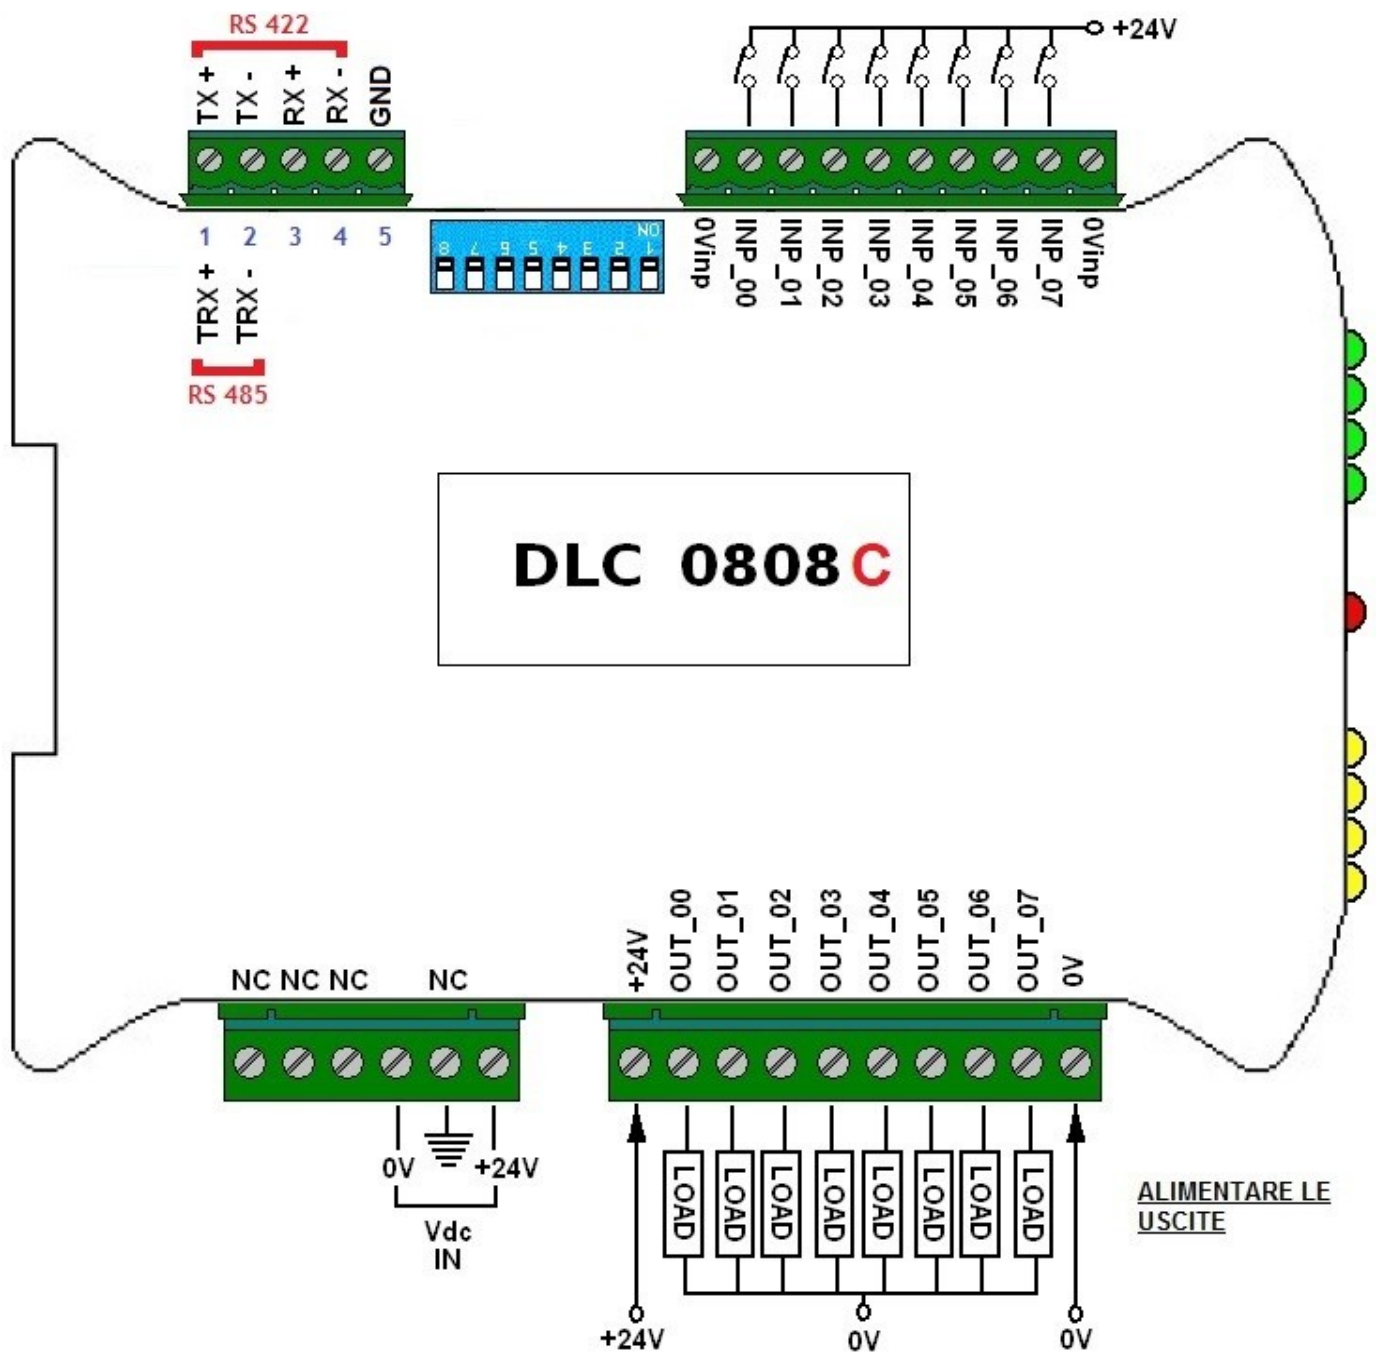 RS 422
TX +
TX -
RX +
RX -
GND
+24V
1 2 3 4 5
TRX +
TRX -
RS 485
ON
8 7 6 5 4 3 2 1
0Vinp
INP_00
INP_01
INP_02
INP_03
INP_04
INP_05
INP_06
INP_07
0Vinp
DLC 0808 C
NC NC NC NC
+24V
OUT_00
OUT_01
OUT_02
OUT_03
OUT_04
OUT_05
OUT_06
OUT_07
0V
0V +24V
Vdc
IN
LOAD
LOAD
LOAD
LOAD
LOAD
LOAD
LOAD
LOAD
ALIMENTARE LE
USCITE
+24V 0V 0V